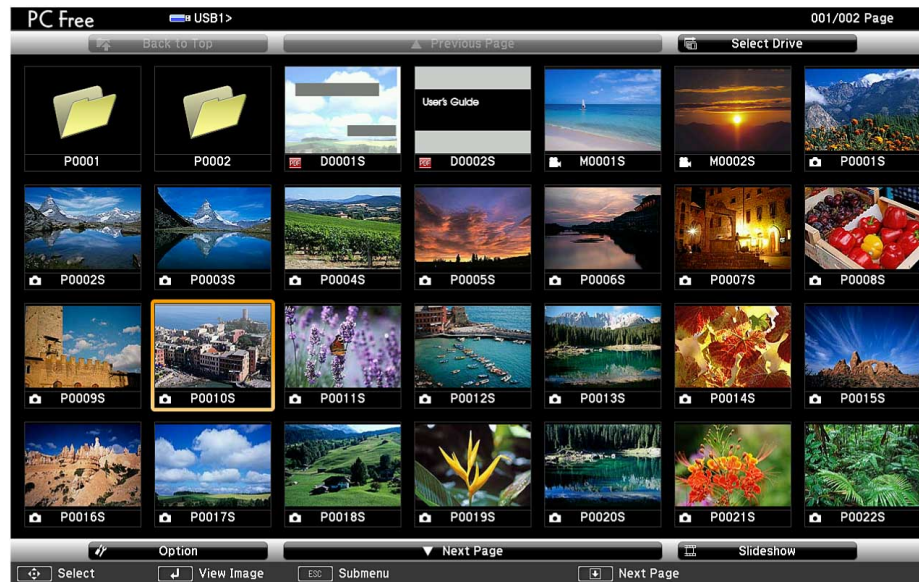 PC Free USB1> 001/002 Page
Back to Top Previous Page Select Drive
User's Guide
P0001 P0002 PDF D0001S PDF D0002S M0001S M0002S P0001S
P0002S P0003S P0004S P0005S P0006S P0007S P0008S
P0009S P0010S P0011S P0012S P0013S P0014S P0015S
P0016S P0017S P0018S P0019S P0020S P0021S P0022S
Option Next Page Slideshow
Select View Image ESC Submenu Next Page